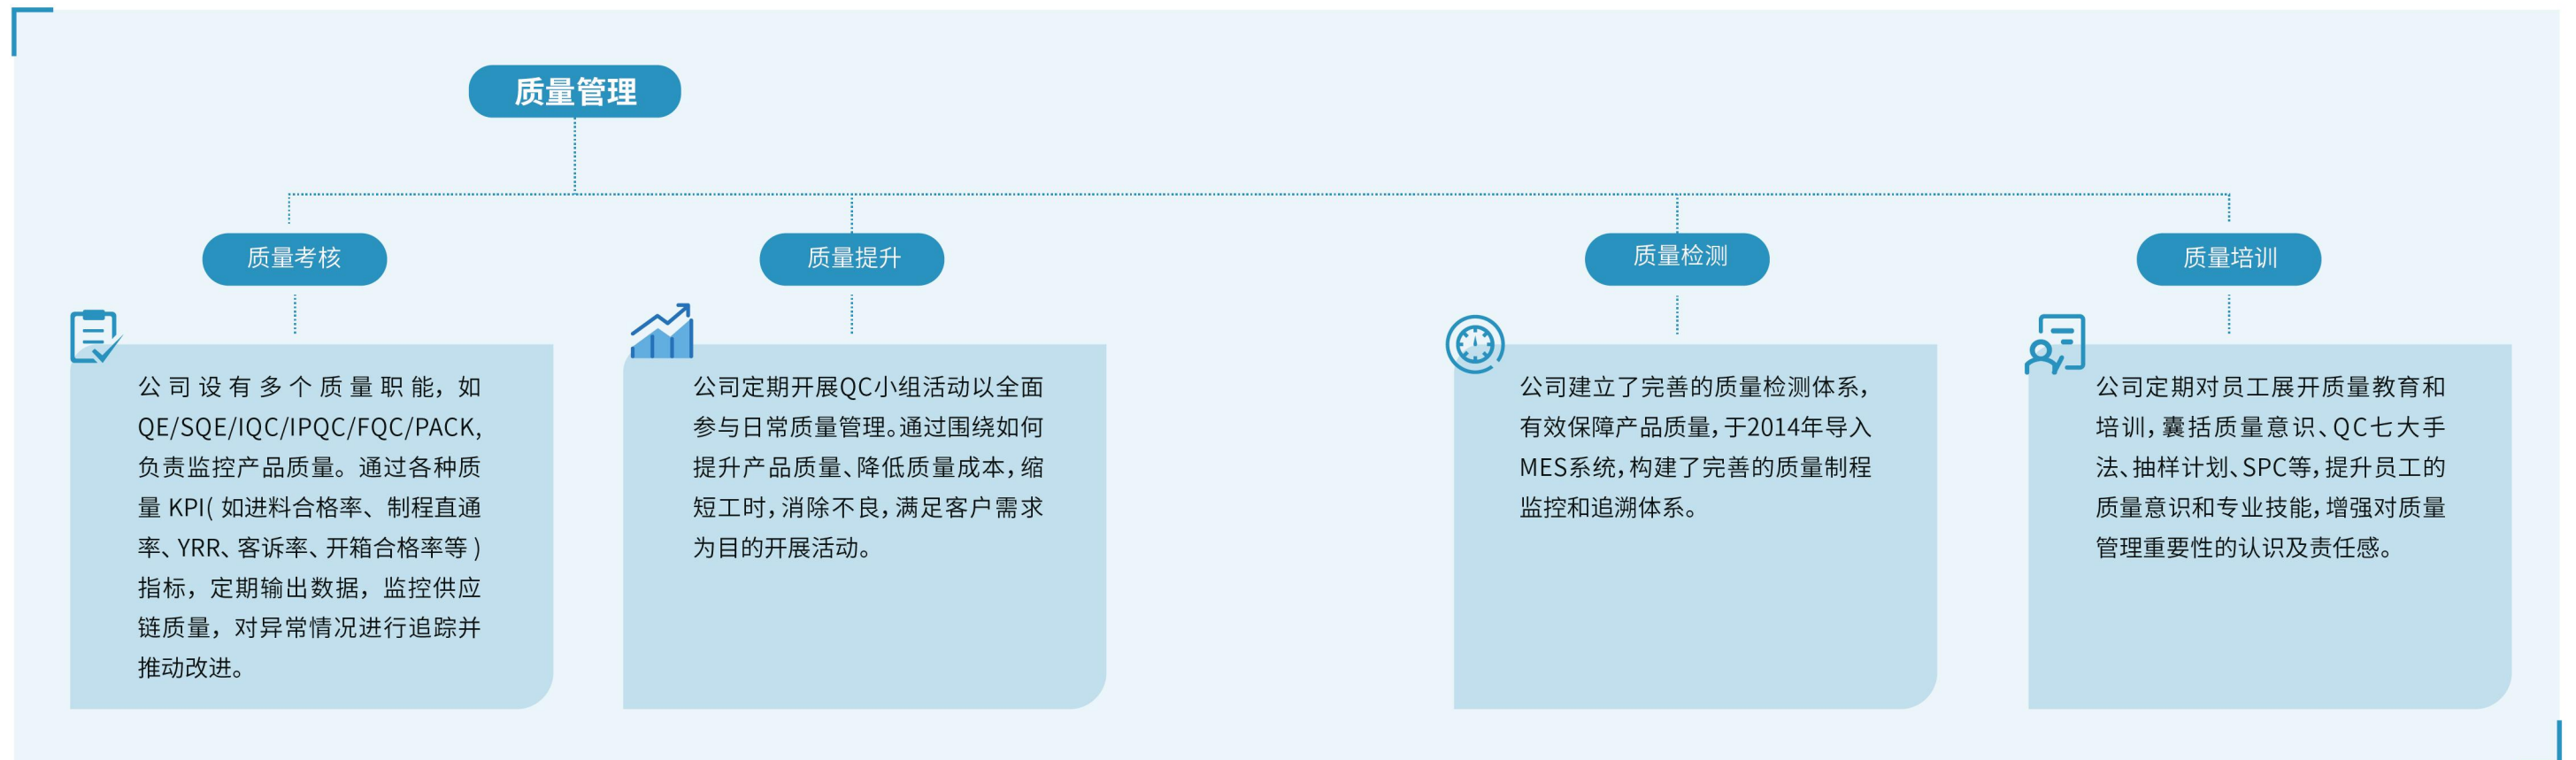 质量管理
质量考核
公司设有多个质量职能，如
QE/SQE/IQC/IPQC/FQC/PACK,
负责监控产品质量。通过各种质
量 KPI( 如进料合格率、制程直通
率、YRR、客诉率、开箱合格率等 )
指标，定期输出数据，监控供应
链质量，对异常情况进行追踪并
推动改进。
质量提升
公司定期开展QC小组活动以全面
参与日常质量管理。通过围绕如何
提升产品质量、降低质量成本，缩
短工时，消除不良，满足客户需求
为目的开展活动。
质量检测
公司建立了完善的质量检测体系，
有效保障产品质量，于2014年导入
MES系统，构建了完善的质量制程
监控和追溯体系。
质量培训
公司定期对员工展开质量教育和
培训，囊括质量意识、QC七大手
法、抽样计划、SPC等，提升员工的
质量意识和专业技能，增强对质量
管理重要性的认识及责任感。